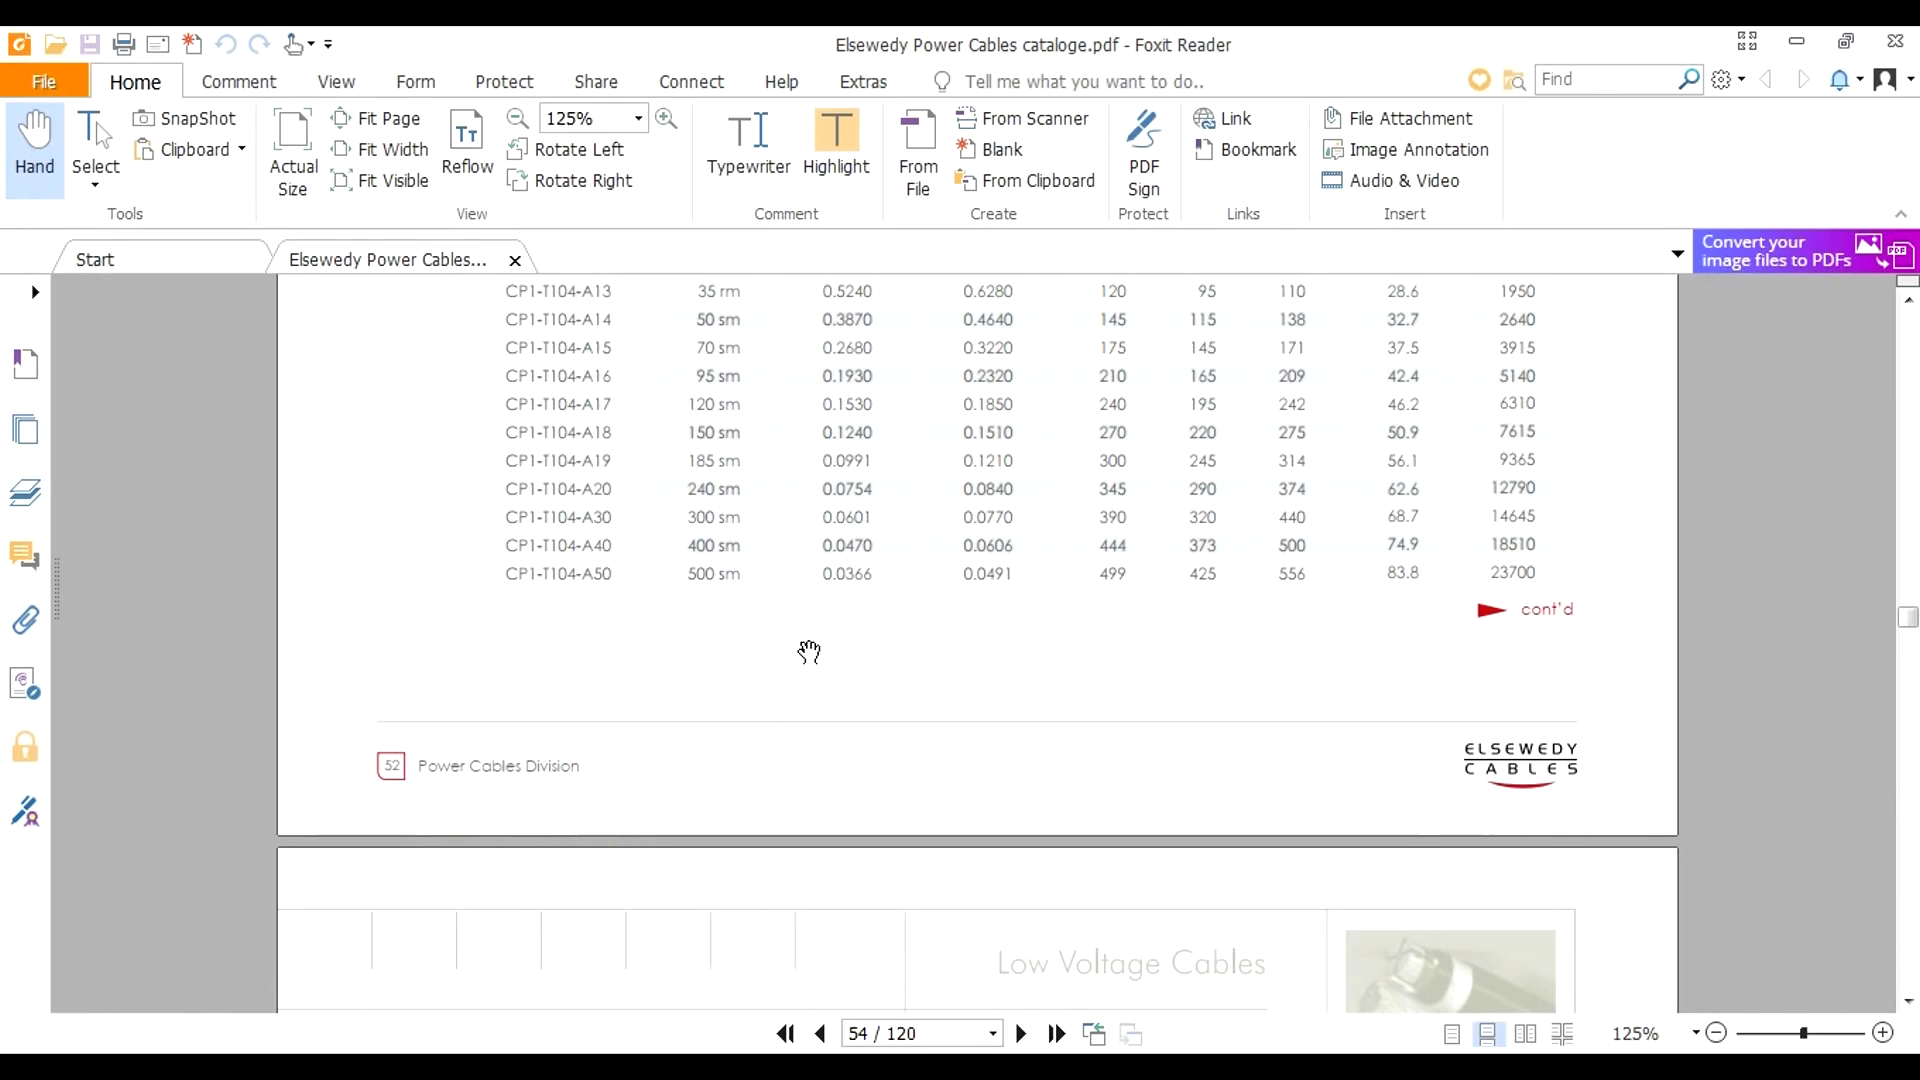 Elsewedy Power Cables cataloge.pdf - Foxit Reader
File Home Comment View Form Protect Share Connect Help Extras Tell me what you want to do.. Find
Hand Select SnapShot Clipboard Actual Size Fit Page Fit Width Fit Visible Reflow 125% Rotate Left Rotate Right Typewriter Highlight From File From Scanner Blank From Clipboard PDF Sign Link Bookmark File Attachment Image Annotation Audio & Video
Tools View Comment Create Protect Links Insert
Start Elsewedy Power Cables... Convert your
image files to PDFs
CP1-T104-A13 35 rm 0.5240 0.6280 120 95 110 28.6 1950
CP1-T104-A14 50 sm 0.3870 0.4640 145 115 138 32.7 2640
CP1-T104-A15 70 sm 0.2680 0.3220 175 145 171 37.5 3915
CP1-T104-A16 95 sm 0.1930 0.2320 210 165 209 42.4 5140
CP1-T104-A17 120 sm 0.1530 0.1850 240 195 242 46.2 6310
CP1-T104-A18 150 sm 0.1240 0.1510 270 220 275 50.9 7615
CP1-T104-A19 185 sm 0.0991 0.1210 300 245 314 56.1 9365
CP1-T104-A20 240 sm 0.0754 0.0840 345 290 374 62.6 12790
CP1-T104-A30 300 sm 0.0601 0.0770 390 320 440 68.7 14645
CP1-T104-A40 400 sm 0.0470 0.0606 444 373 500 74.9 18510
CP1-T104-A50 500 sm 0.0366 0.0491 499 425 556 83.8 23700
cont'd
52 Power Cables Division
ELSEWEDY
CABLES
Low Voltage Cables
54 / 120 125%